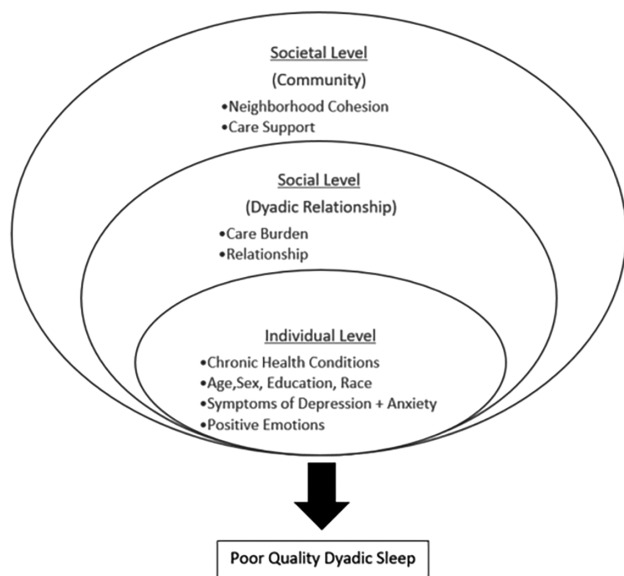 Societal Level
(Community)
•Neighborhood Cohesion
•Care Support
Social Level
(Dyadic Relationship)
•Care Burden
•Relationship
Individual Level
•Chronic Health Conditions
•Age,Sex, Education, Race
•Symptoms of Depression + Anxiety
•Positive Emotions
Poor Quality Dyadic Sleep